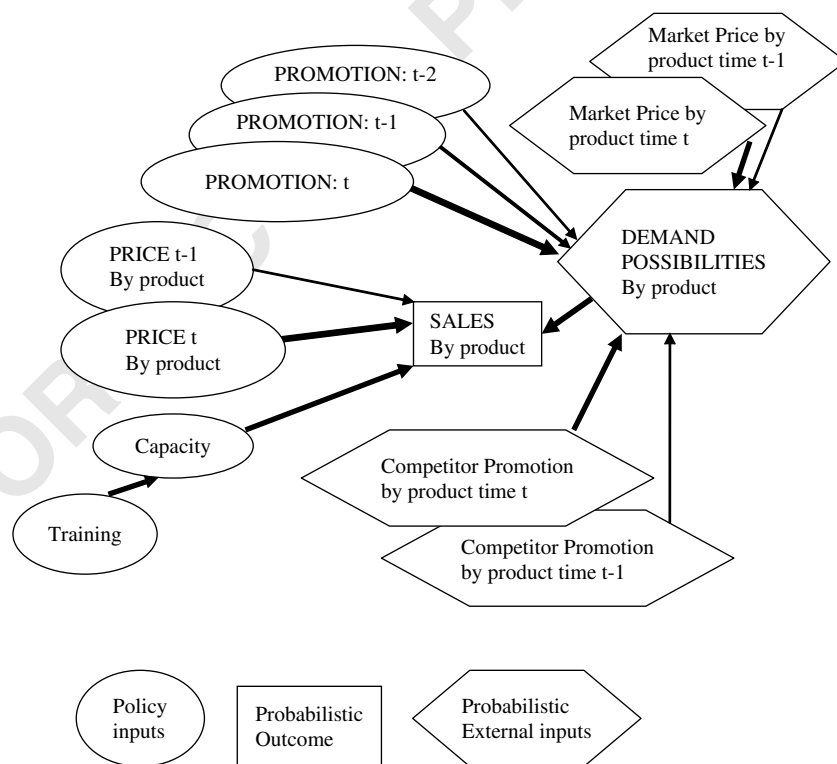 PROMOTION: t-2
PROMOTION: t-1
PROMOTION: t
Market Price by
product time t-1
Market Price by
product time t
PRICE t-1
By product
PRICE t
By product
SALES
By product
DEMAND
POSSIBILITIES
By product
Capacity
Training
Competitor Promotion
by product time t
Competitor Promotion
by product time t-1
Policy
inputs
Probabilistic
Outcome
Probabilistic
External inputs